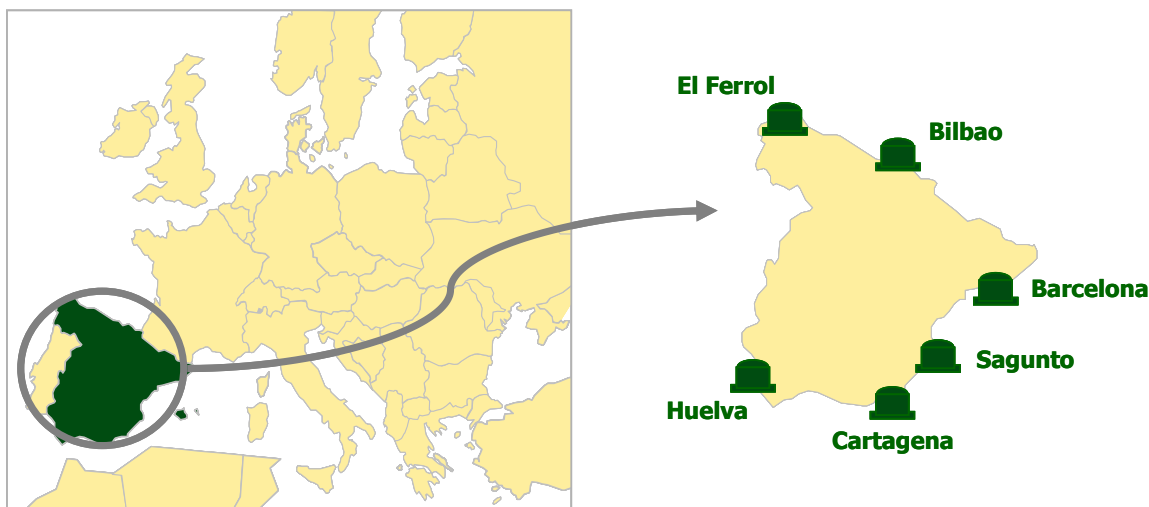 El Ferrol
Bilbao
Barcelona
Sagunto
Huelva
Cartagena